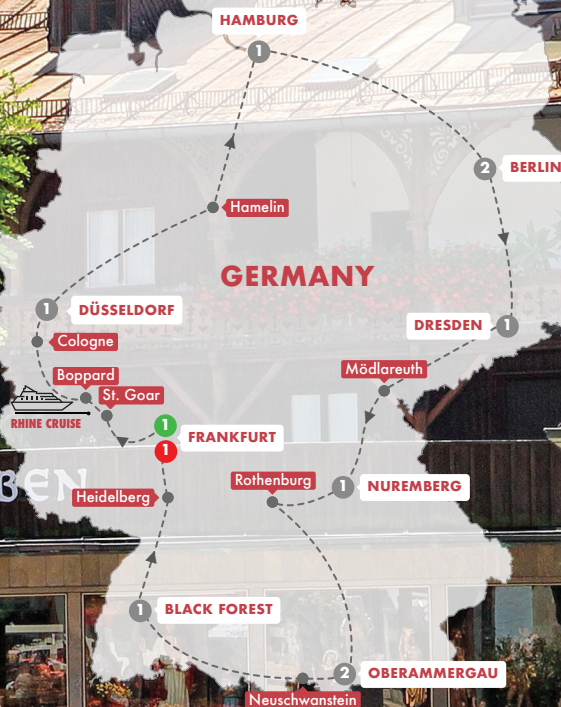 HAMBURG
1
2
BERLIN
Hamelin
GERMANY
1
DÜSSELDORF
DRESDEN
1
Cologne
Mödlareuth
Boppard
St. Goar
RHINE CRUISE
1
FRANKFURT
1
BEN
Rothenburg
1
NUREMBERG
Heidelberg
1
BLACK FOREST
2
OBERAMMERGAU
Neuschwanstein